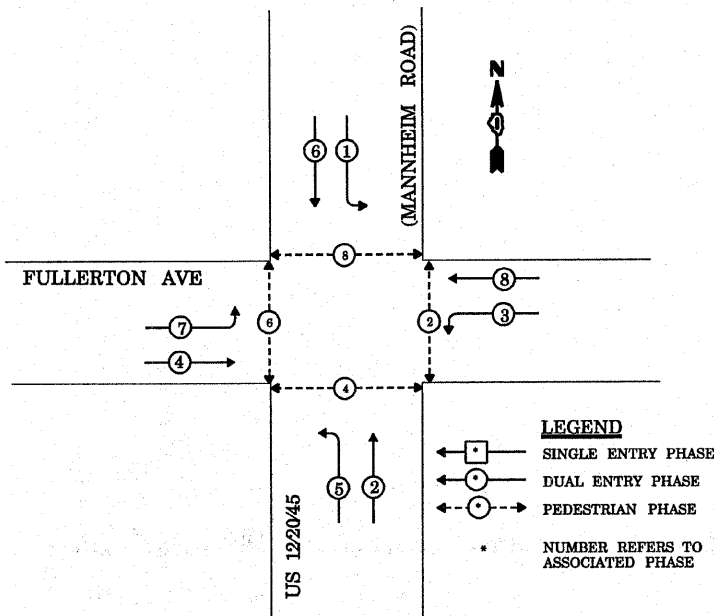 (MANNHEIM ROAD)
N
6
1
8
FULLERTON AVE
8
7
6
2
3
4
4
LEGEND
* SINGLE ENTRY PHASE
5
2
* DUAL ENTRY PHASE
* PEDESTRIAN PHASE
* NUMBER REFERS TO
ASSOCIATED PHASE
US 12/20/45